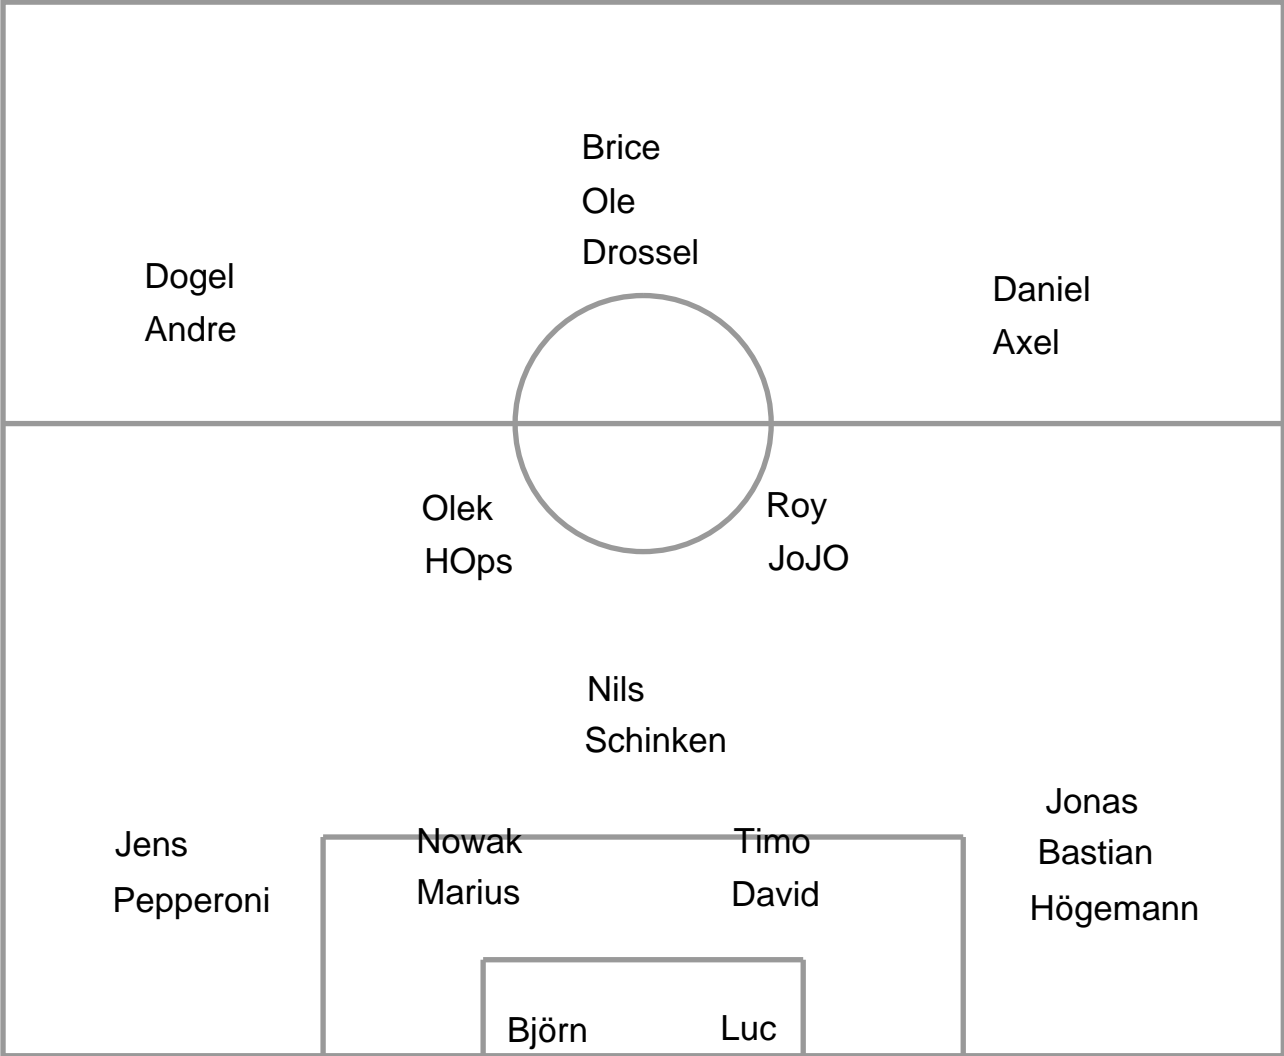 Brice
Ole
Drossel
Dogel
Andre
Daniel
Axel
Olek
HOps
Roy
JoJO
Nils
Schinken
Jens
Pepperoni
Nowak
Marius
Timo
David
Jonas
Bastian
Högemann
Björn
Luc